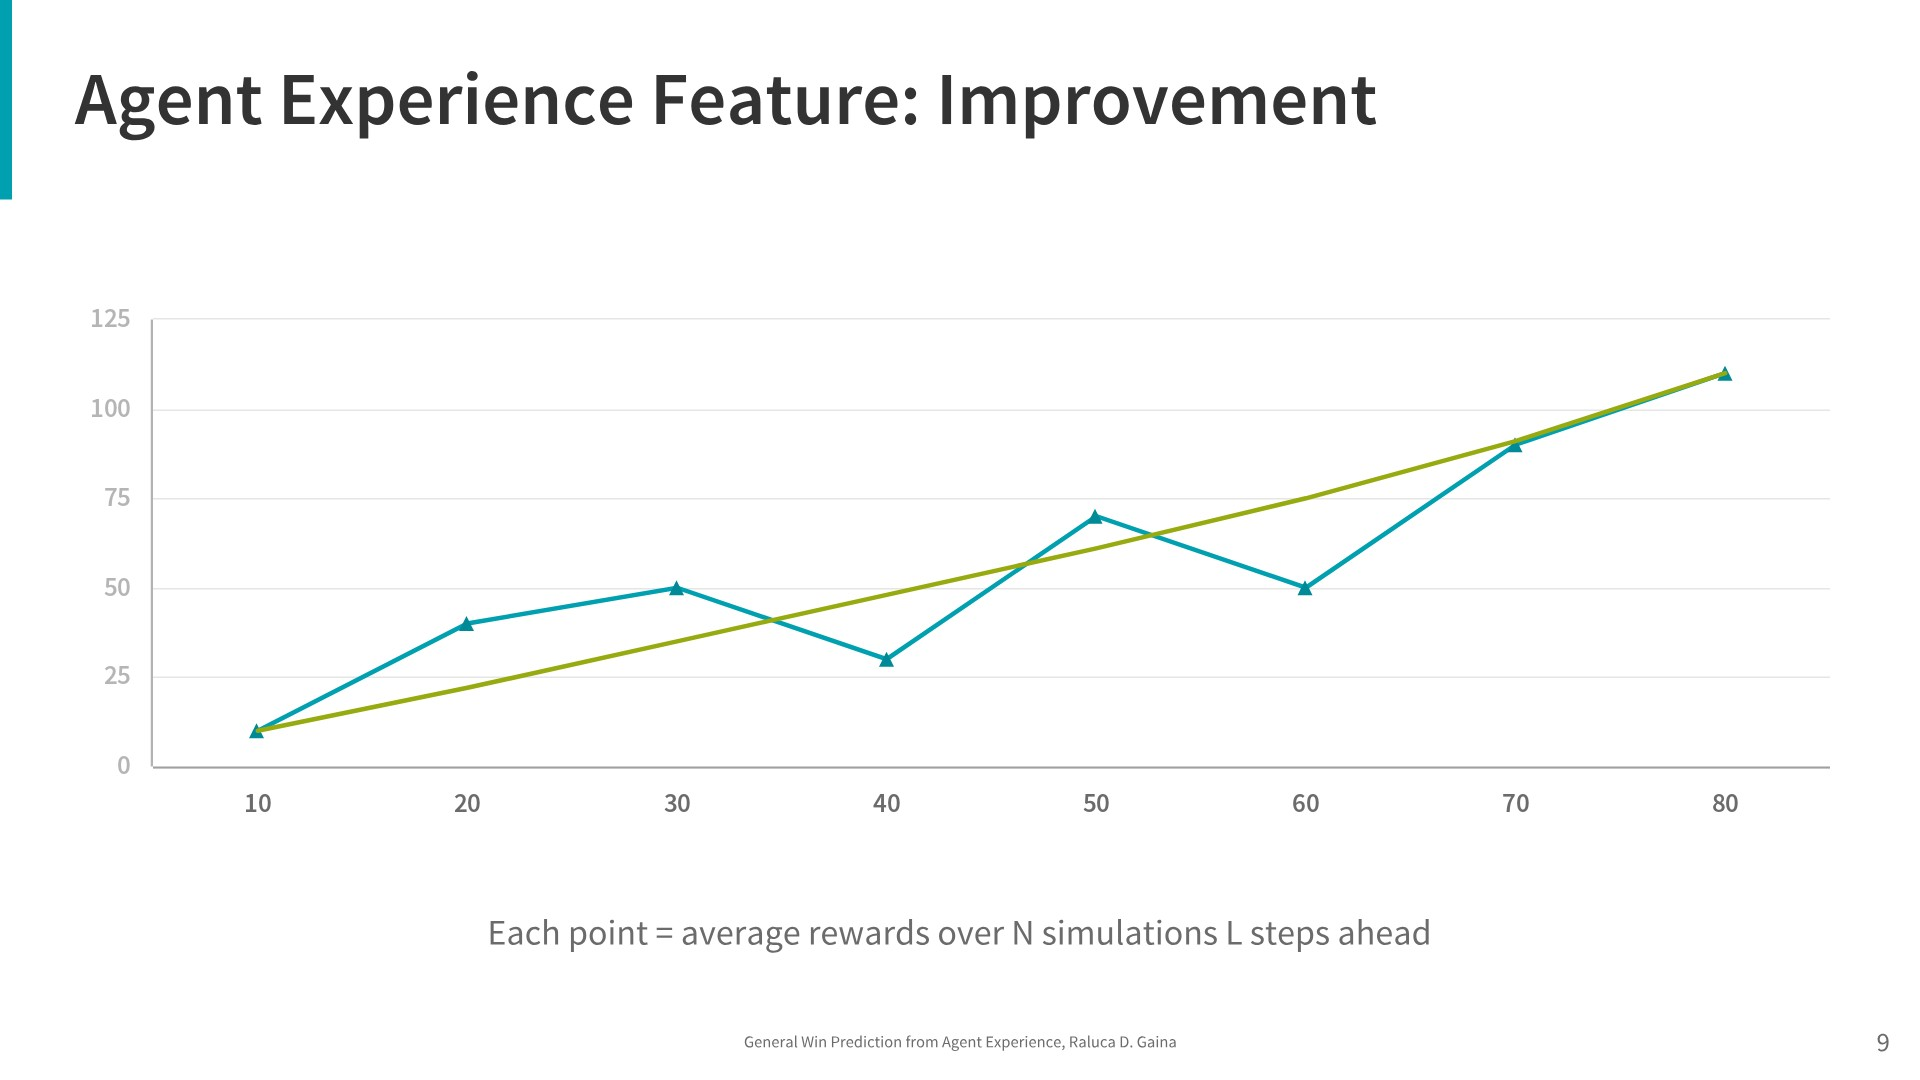 Agent Experience Feature: Improvement
125
100
75
50
25
0
10 20 30 40 50 60 70 80
Each point = average rewards over N simulations L steps ahead
General Win Prediction from Agent Experience, Raluca D. Gaina
9